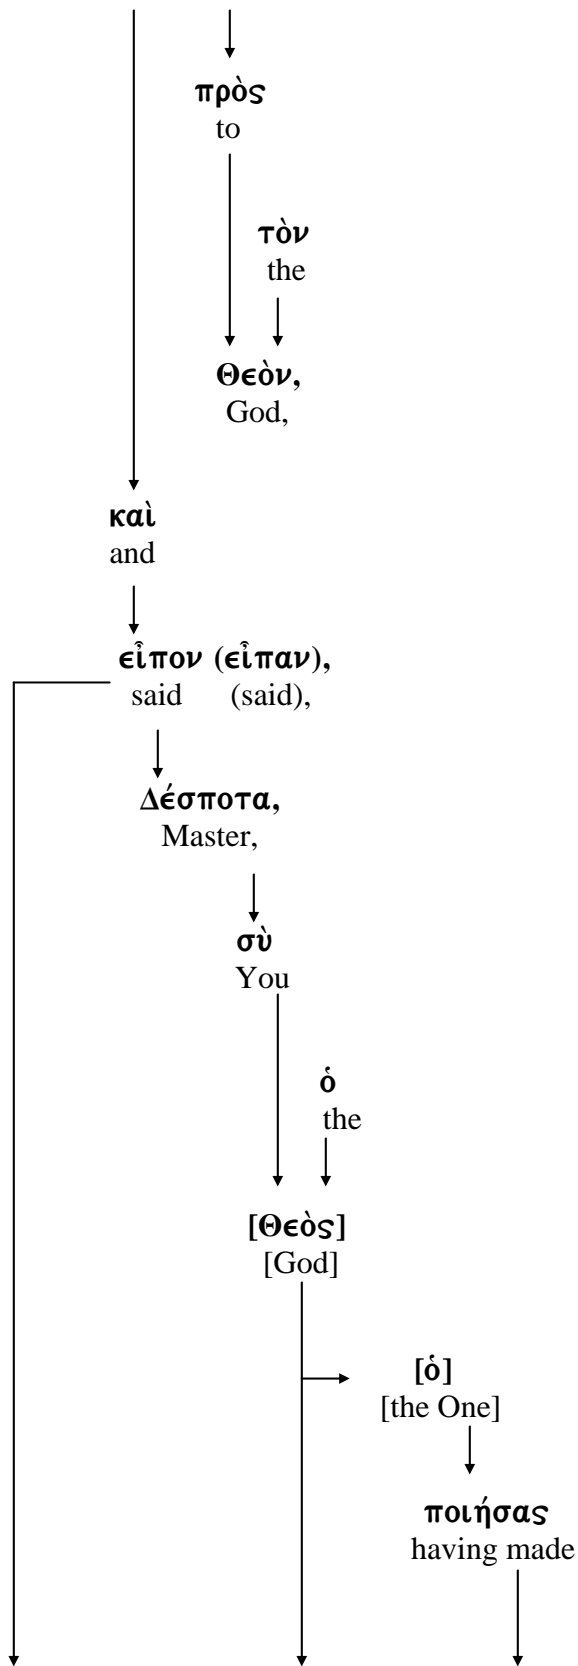 πρὸς
to
τὸν
the
Θεὸν,
God,
καὶ
and
εἶπον (εἶπαν),
said (said),
Δέσποτα,
Master,
σὺ
You
ὁ
the
[Θεὸς]
[God]
[ὁ]
[the One]
ποιήσας
having made